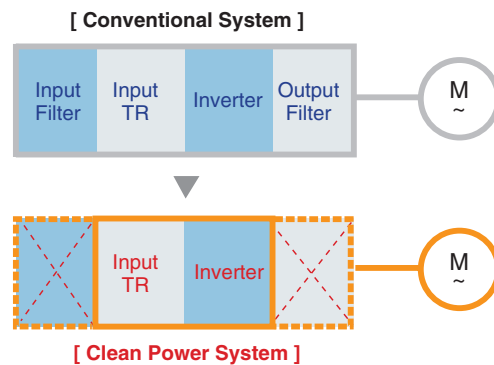 [ Conventional System ]
Input Filter
Input TR
Inverter
Output Filter
M
~
Input TR
Inverter
M
~
[ Clean Power System ]